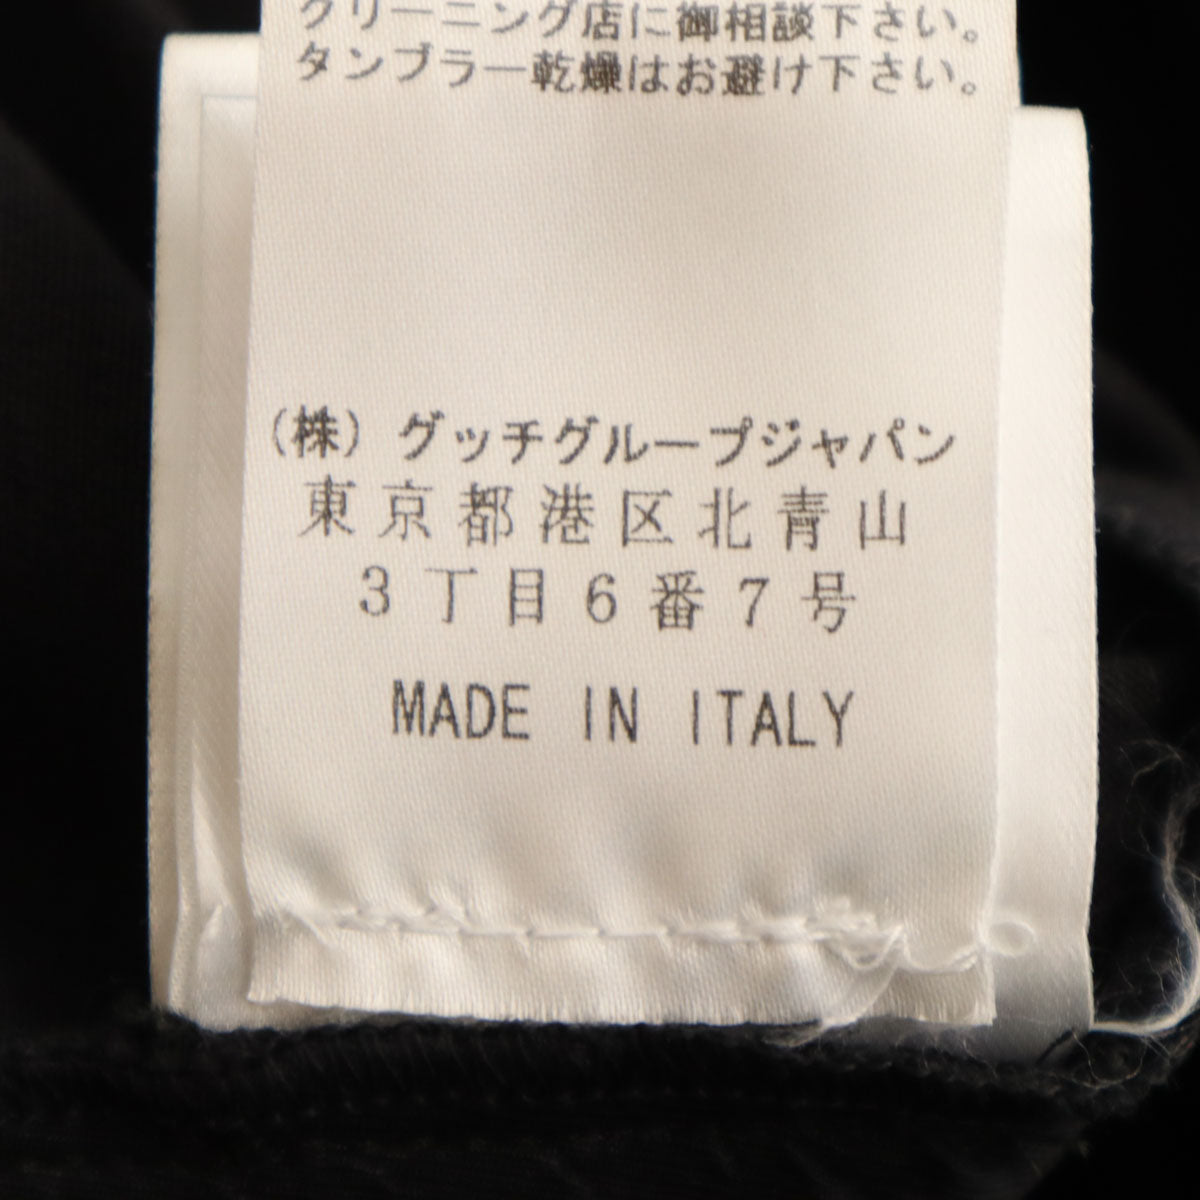 クリーニング店に御相談下さい。
タンブラー乾燥はお避け下さい。
(株) グッチグループジャパン
東京都港区北青山
3丁目6番7号
MADE IN ITALY